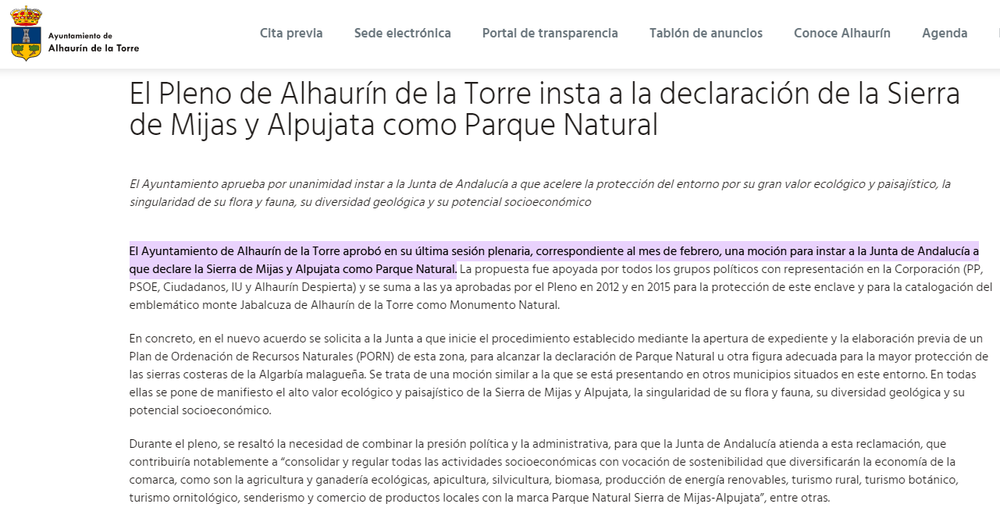 Ayuntamiento de
Alhaurín de la Torre
Cita previa
Sede electrónica
Portal de transparencia
Tablón de anuncios
Conoce Alhaurín
Agenda
El Pleno de Alhaurín de la Torre insta a la declaración de la Sierra
de Mijas y Alpujata como Parque Natural
El Ayuntamiento aprueba por unanimidad instar a la Junta de Andalucía a que acelere la protección del entorno por su gran valor ecológico y paisajístico, la
singularidad de su flora y fauna, su diversidad geológica y su potencial socioeconómico
El Ayuntamiento de Alhaurín de la Torre aprobó en su última sesión plenaria, correspondiente al mes de febrero, una moción para instar a la Junta de Andalucía a
que declare la Sierra de Mijas y Alpujata como Parque Natural. La propuesta fue apoyada por todos los grupos políticos con representación en la Corporación (PP,
PSOE, Ciudadanos, IU y Alhaurín Despierta) y se suma a las ya aprobadas por el Pleno en 2012 y en 2015 para la protección de este enclave y para la catalogación del
emblemático monte Jabalcuza de Alhaurín de la Torre como Monumento Natural.
En concreto, en el nuevo acuerdo se solicita a la Junta a que inicie el procedimiento establecido mediante la apertura de expediente y la elaboración previa de un
Plan de Ordenación de Recursos Naturales (PORN) de esta zona, para alcanzar la declaración de Parque Natural u otra figura adecuada para la mayor protección de
las sierras costeras de la Algarbía malagueña. Se trata de una moción similar a la que se está presentando en otros municipios situados en este entorno. En todas
ellas se pone de manifiesto el alto valor ecológico y paisajístico de la Sierra de Mijas y Alpujata, la singularidad de su flora y fauna, su diversidad geológica y su
potencial socioeconómico.
Durante el pleno, se resaltó la necesidad de combinar la presión política y la administrativa, para que la Junta de Andalucía atienda a esta reclamación, que
contribuiría notablemente a “consolidar y regular todas las actividades socioeconómicas con vocación de sostenibilidad que diversificarán la economía de la
comarca, como son la agricultura y ganadería ecológicas, apicultura, silvicultura, biomasa, producción de energía renovables, turismo rural, turismo botánico,
turismo ornitológico, senderismo y comercio de productos locales con la marca Parque Natural Sierra de Mijas-Alpujata”, entre otras.